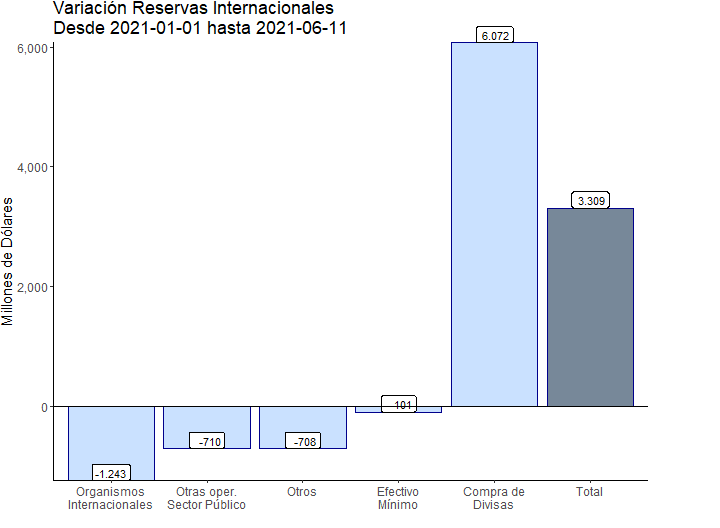 Variación Reservas Internacionales
Desde 2021-01-01 hasta 2021-06-11
Millones de Dólares
6,000
4,000
2,000
0
-1.243
-710
-708
-101
6.072
3.309
Organismos
Internacionales
Otras oper.
Sector Público
Otros
Efectivo
Mínimo
Compra de
Divisas
Total